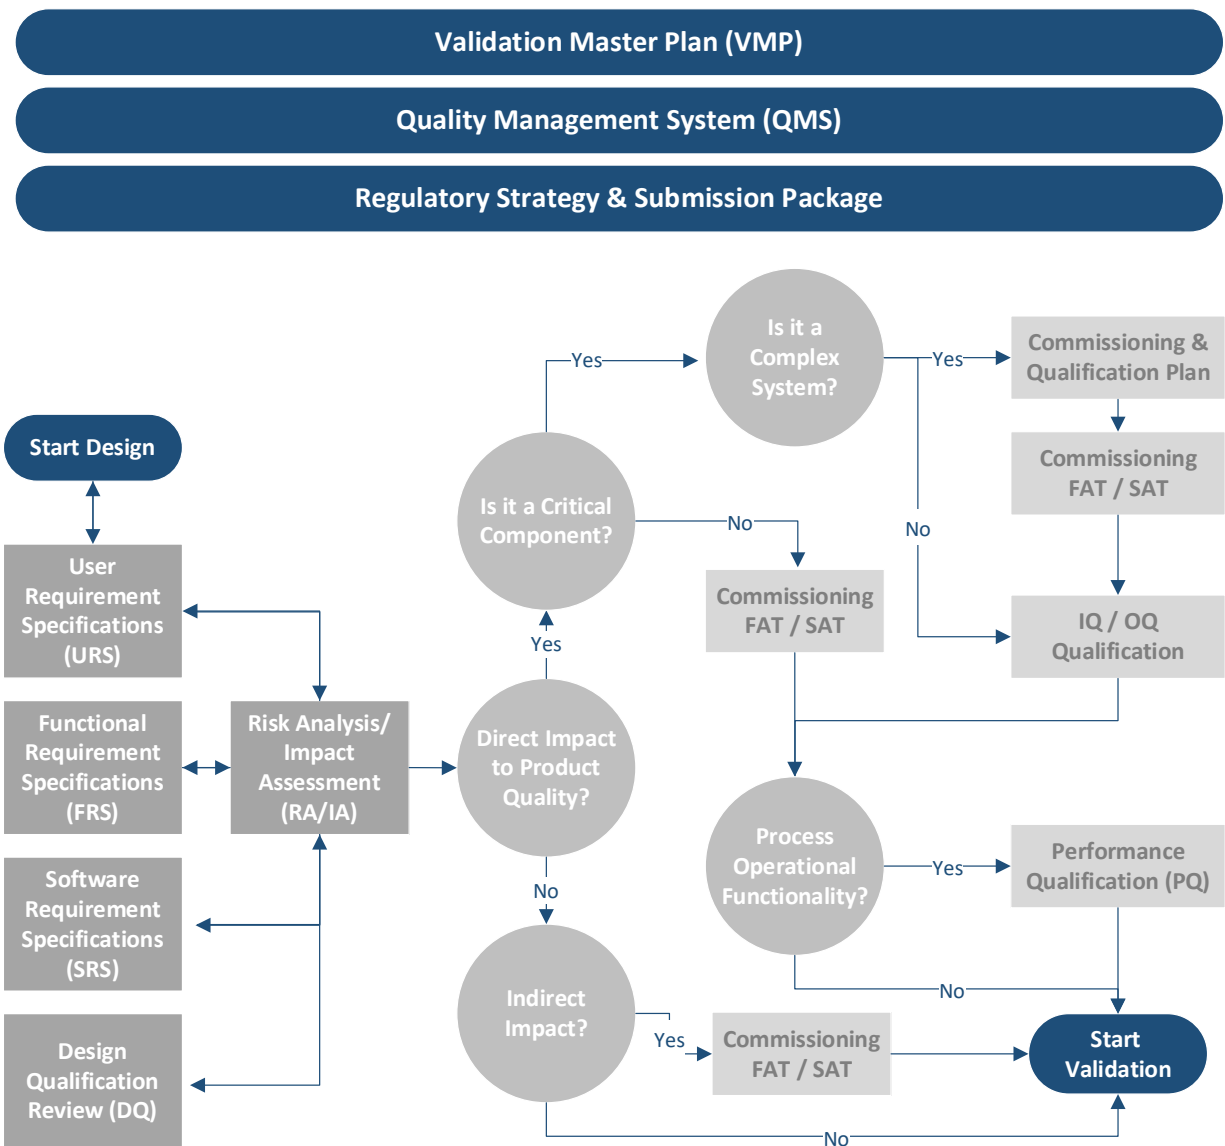 Validation Master Plan (VMP)
Quality Management System (QMS)
Regulatory Strategy & Submission Package
Start Design
User
Requirement
Specifications
(URS)
Functional
Requirement
Specifications
(FRS)
Software
Requirement
Specifications
(SRS)
Design
Qualification
Review (DQ)
Risk Analysis/
Impact
Assessment
(RA/IA)
Direct Impact
to Product
Quality?
Yes
No
Is it a Critical
Component?
Yes
No
Indirect
Impact?
Yes
No
Is it a
Complex
System?
Yes
No
Commissioning
FAT / SAT
Process
Operational
Functionality?
Yes
No
Commissioning
FAT / SAT
Commissioning &
Qualification Plan
Commissioning
FAT / SAT
IQ / OQ
Qualification
Performance
Qualification (PQ)
Start
Validation